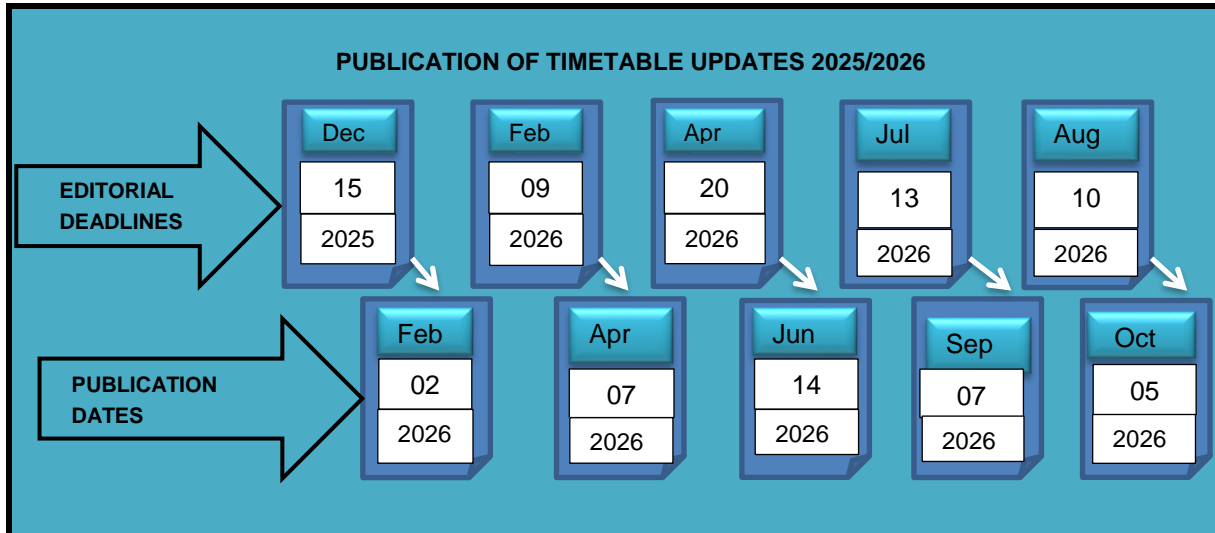 PUBLICATION OF TIMETABLE UPDATES 2025/2026
EDITORIAL
DEADLINES
Dec
15
2025
Feb
09
2026
Apr
20
2026
Jul
13
2026
Aug
10
2026
PUBLICATION
DATES
Feb
02
2026
Apr
07
2026
Jun
14
2026
Sep
07
2026
Oct
05
2026